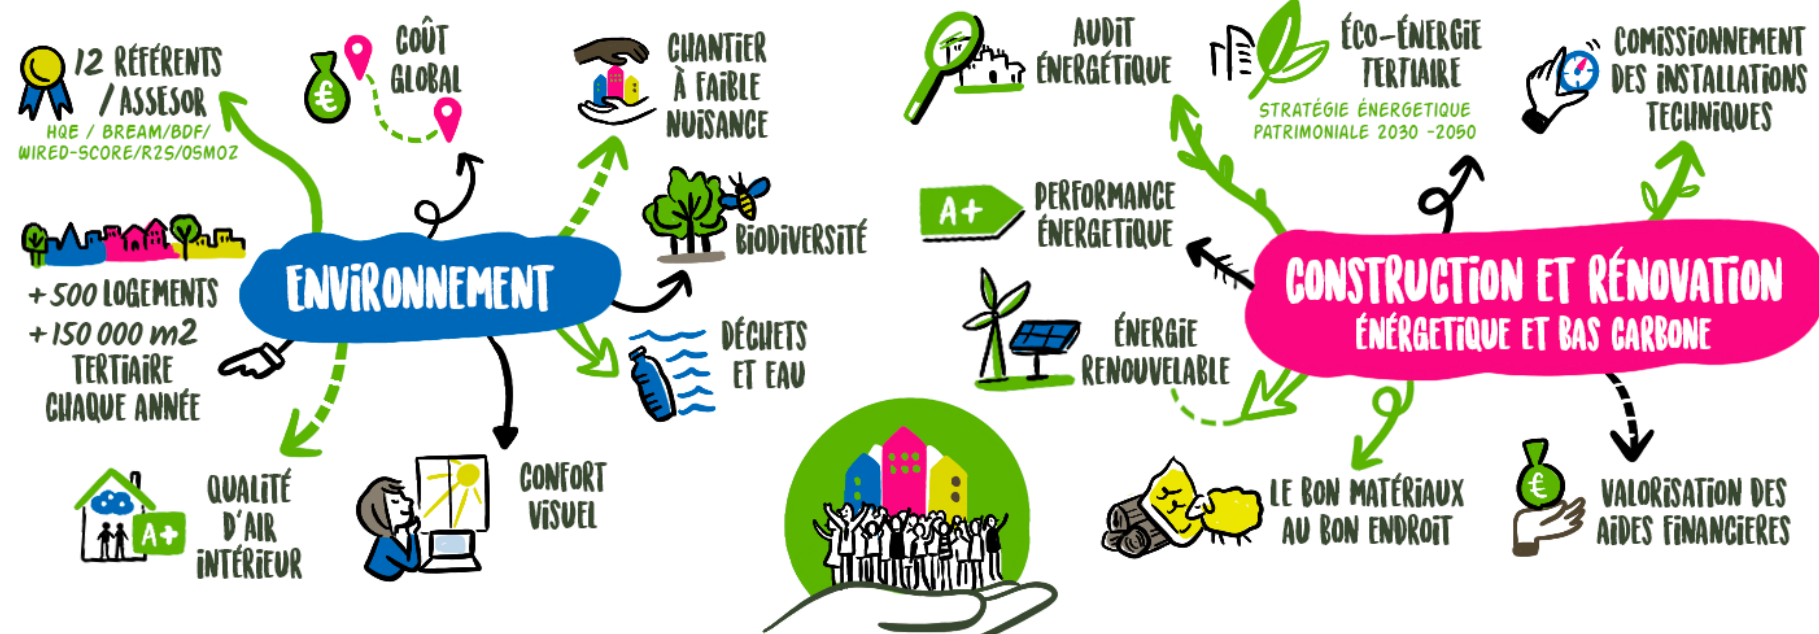 12 RÉFÉRENTS
/ ASSESOR
HQE / BREAM/BDF/
WIRED-SCORE/R2S/OSMOZ
€
COÛT
GLOBAL
CHANTIER
À FAIBLE
NUISANCE
BIODIVERSITÉ
ENVIRONNEMENT
+500 LOGEMENTS
+150 000 m2
TERTIAIRE
CHAQUE ANNÉE
DÉCHETS
ET EAU
A+
QUALITÉ
D'AIR
INTÉRIEUR
CONFORT
VISUEL
AUDIT
ÉNERGÉTIQUE
ÉCO-ÉNERGIE
TERTIAIRE
STRATÉGIE ÉNERGETIQUE
PATRIMONIALE 2030 -2050
COMISSIONNEMENT
DES INSTALLATIONS
TECHNIQUES
A+
PERFORMANCE
ÉNERGETIQUE
CONSTRUCTION ET RÉNOVATION
ÉNÉRGETIQUE ET BAS CARBONE
ÉNERGIE
RENOUVELABLE
LE BON MATÉRIAUX
AU BON ENDROIT
€
VALORISATION DES
AIDES FINANCIERES